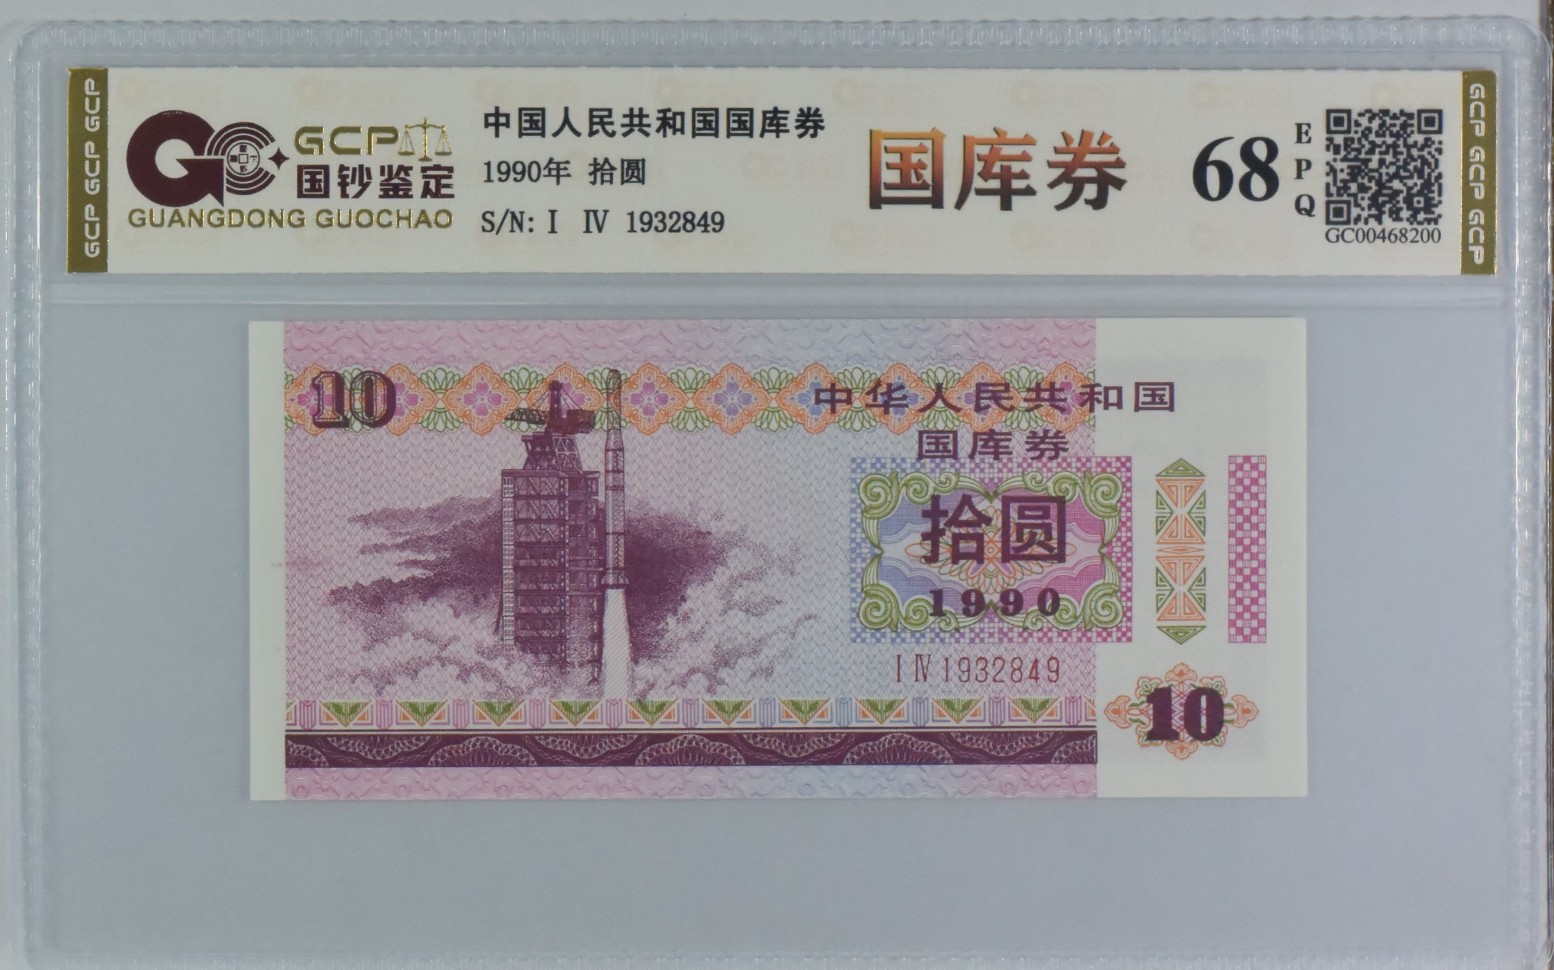 GCP GCP GCP
GCP
国钞鉴定
GUANGDONG GUOCHAO
中国人民共和国国库券
1990年 拾圆
S/N: I IV 1932849
国库券
68
EPQ
GC00468200
GCP GCP GCP
10
中华人民共和国
国库券
拾圆
1990
I IV 1932849
10